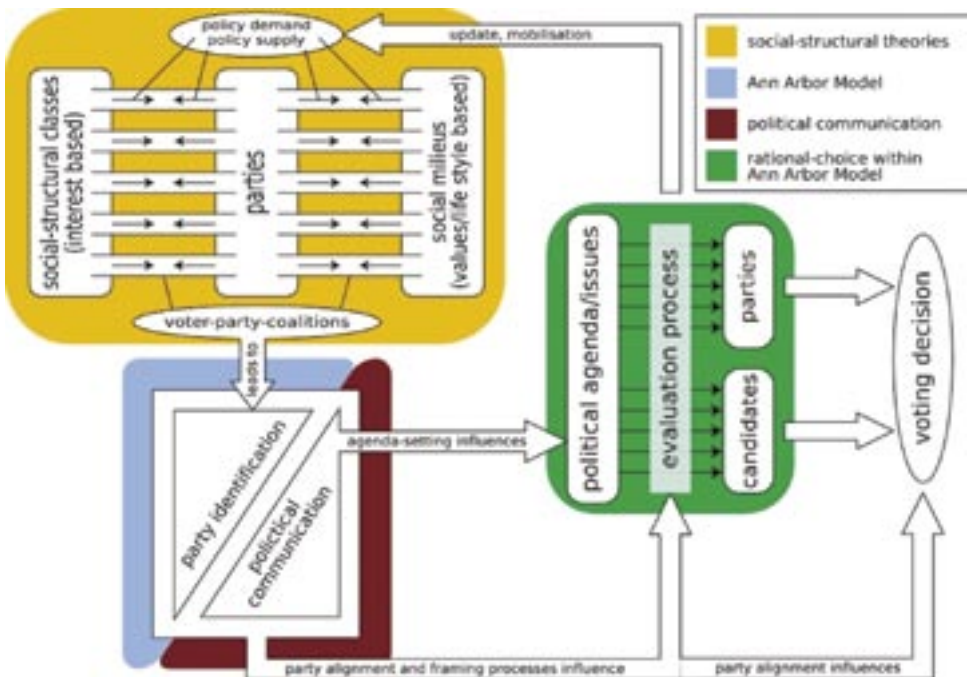 policy demand
policy supply
update, mobilisation
social-structural theories
Ann Arbor Model
political communication
rational-choice within
Ann Arbor Model
social-structural classes
(interest based)
parties
social milieus
(values/life style based)
voter-party-coalitions
leads to
party identification
polictical
communication
agenda-setting influences
political agenda/issues
evaluation process
parties
candidates
voting decision
party alignment and framing processes influence
party alignment influences